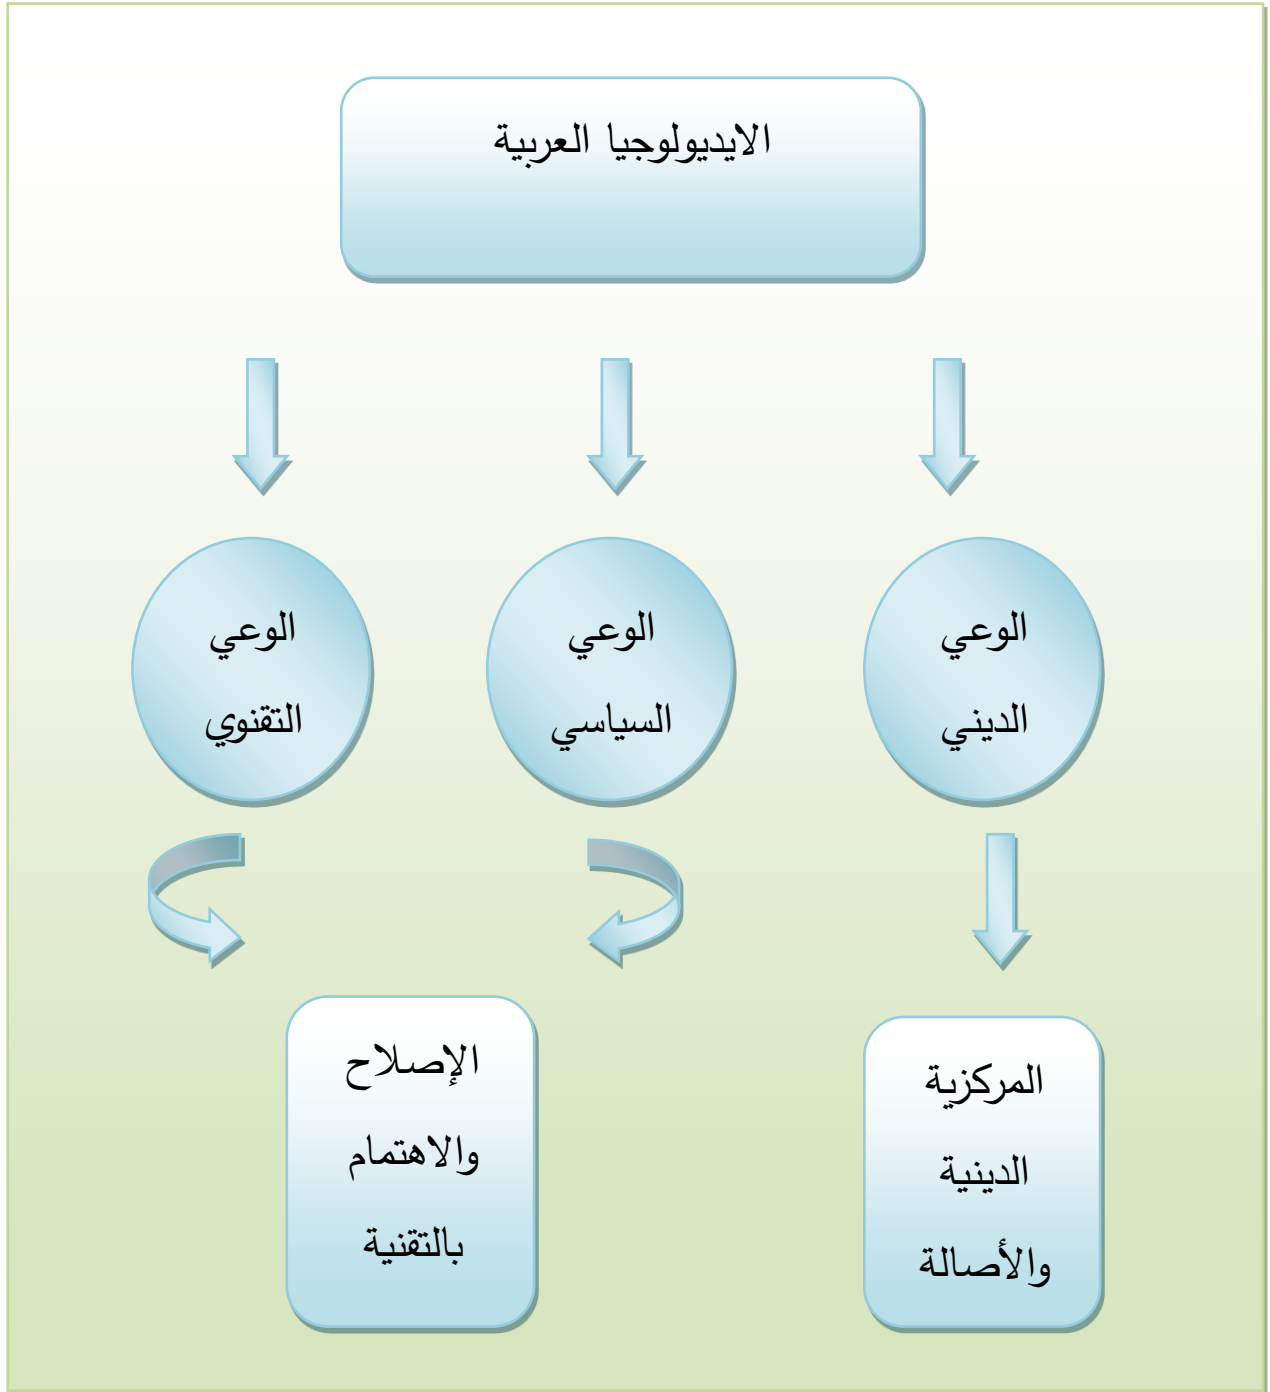 الايديولوجيا العربية
الوعي
الديني
الوعي
السياسي
الوعي
التقنوي
المركزية
الدينية
والأصالة
الإصلاح
والاهتمام
بالتقنية